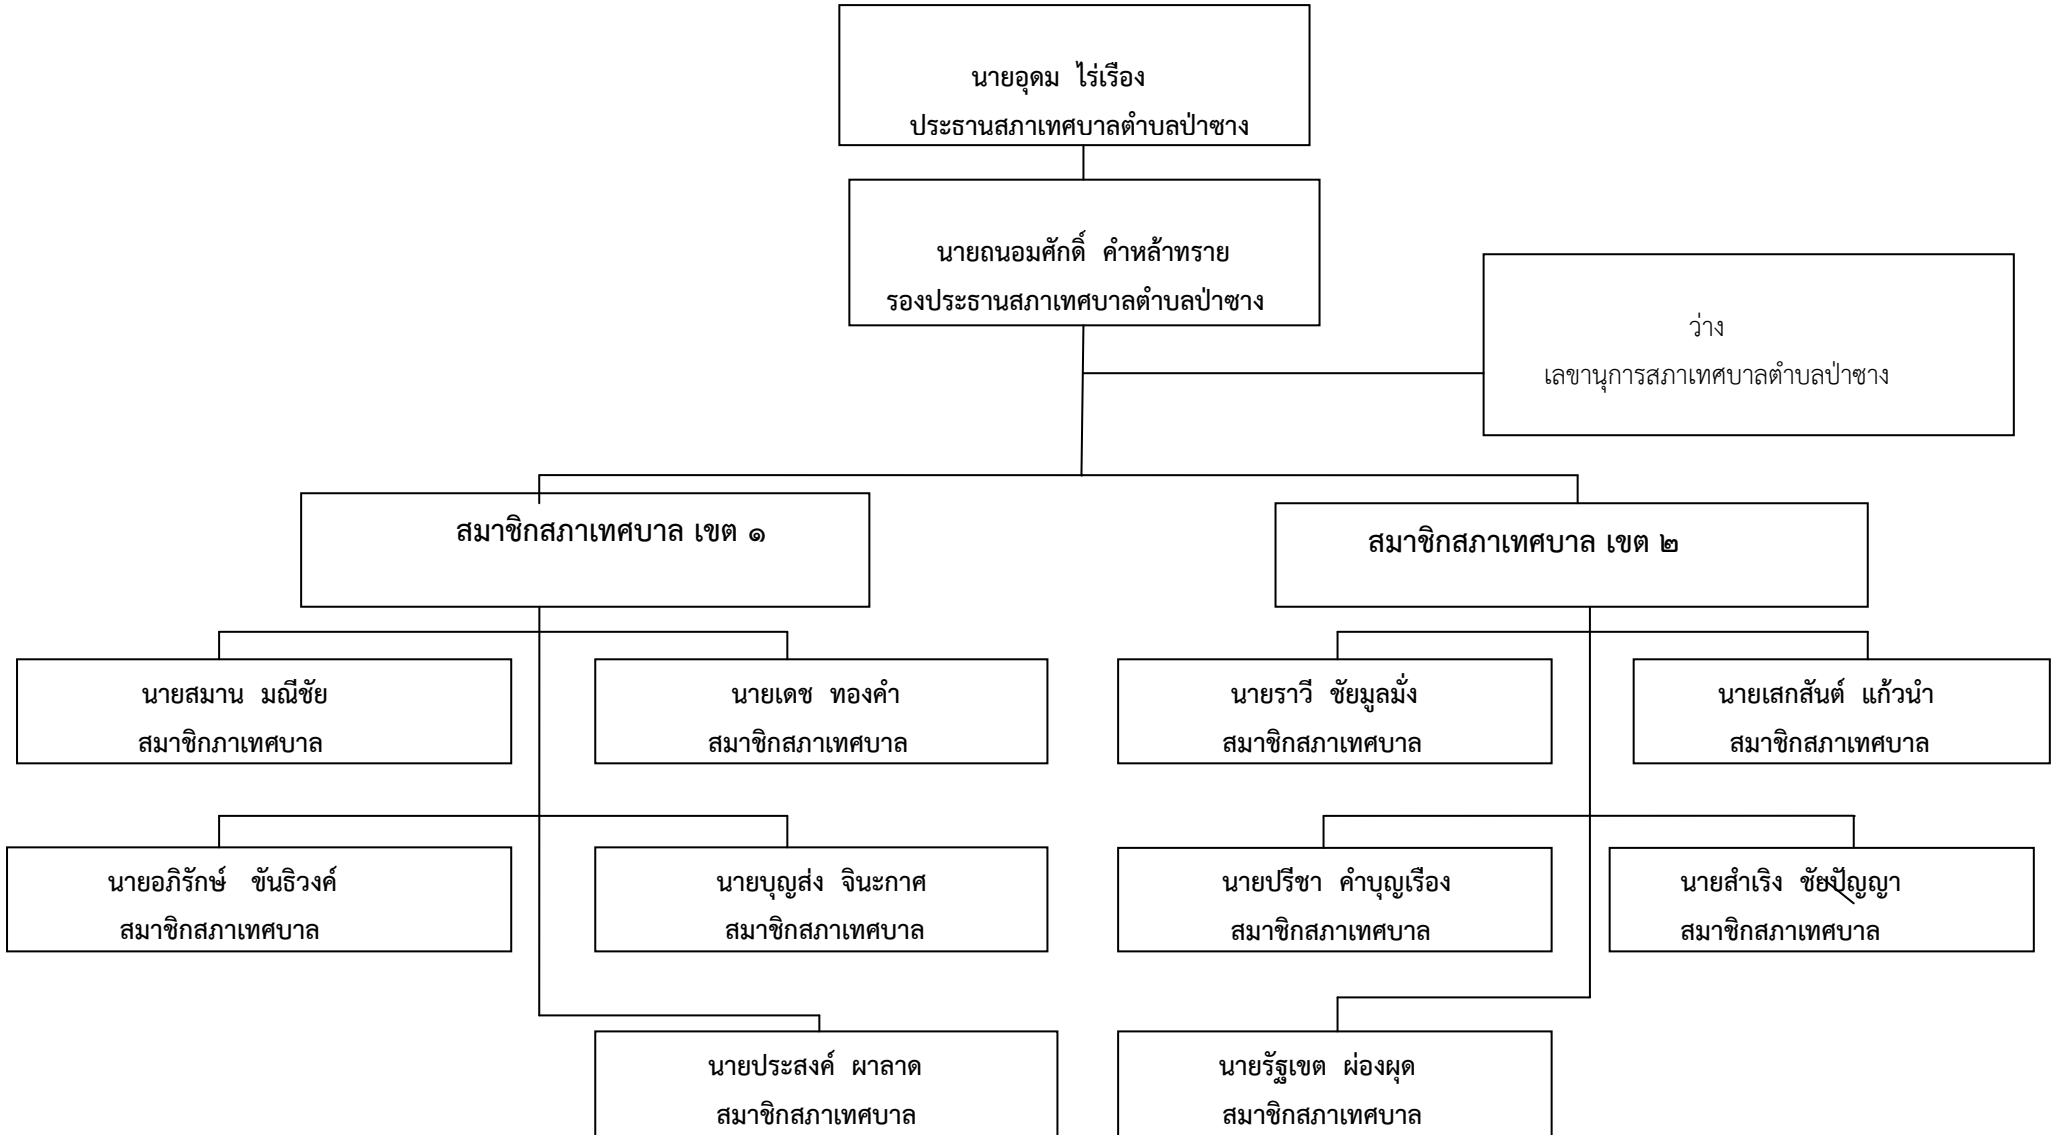 นายอุดม ไร่เรือง
ประธานสภาเทศบาลตำบลป่าซาง
นายถนอมศักดิ์ คำหล้าทราย
รองประธานสภาเทศบาลตำบลป่าซาง
ว่าง
เลขานุการสภาเทศบาลตำบลป่าซาง
สมาชิกสภาเทศบาล เขต ๑
สมาชิกสภาเทศบาล เขต ๒
นายสมาน มณีชัย
สมาชิกภาเทศบาล
นายเดช ทองคำ
สมาชิกสภาเทศบาล
นายราวี ชัยมูลมั่ง
สมาชิกสภาเทศบาล
นายเสกสันต์ แก้วนำ
สมาชิกสภาเทศบาล
นายอภิรักษ์ ขันธิวงค์
สมาชิกสภาเทศบาล
นายบุญส่ง จินะกาศ
สมาชิกสภาเทศบาล
นายปรีชา คำบุญเรือง
สมาชิกสภาเทศบาล
นายสำเริง ชัยปัญญา
สมาชิกสภาเทศบาล
นายประสงค์ ผาลาด
สมาชิกสภาเทศบาล
นายรัฐเขต ผ่องผุด
สมาชิกสภาเทศบาล